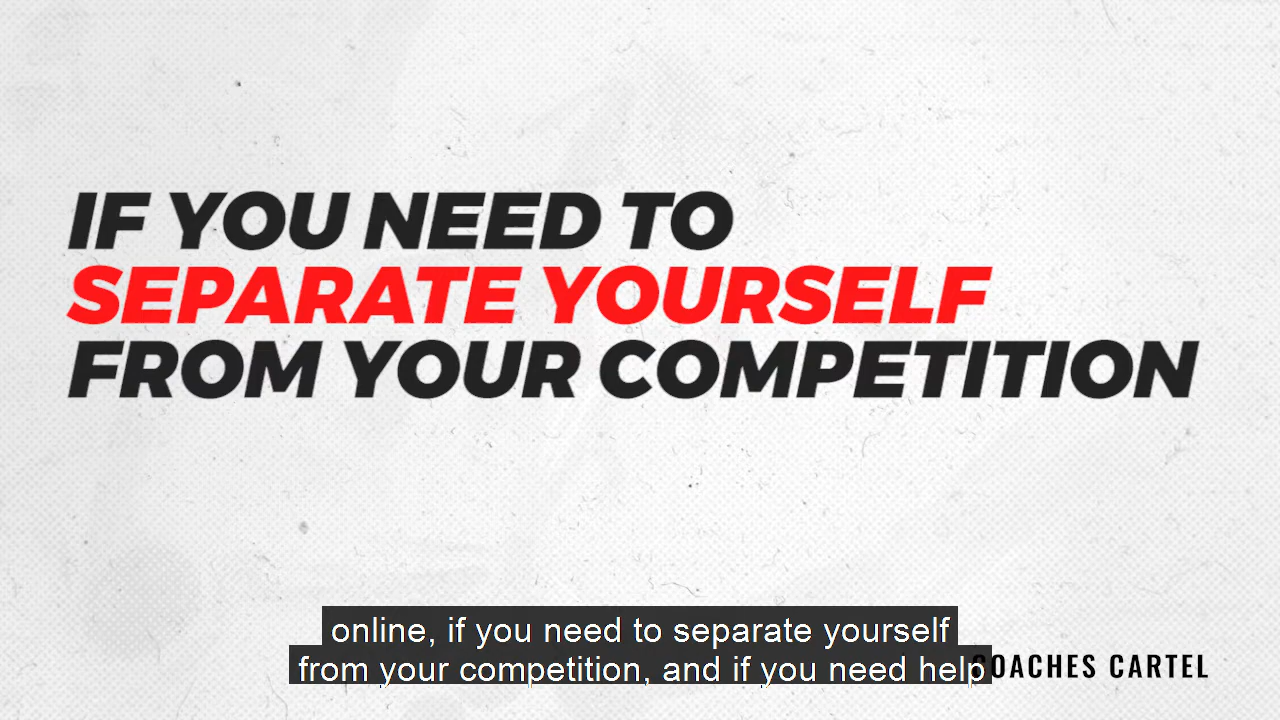 IF YOU NEED TO
SEPARATE YOURSELF
FROM YOUR COMPETITION
online, if you need to separate yourself
from your competition, and if you need help
COACHES CARTEL